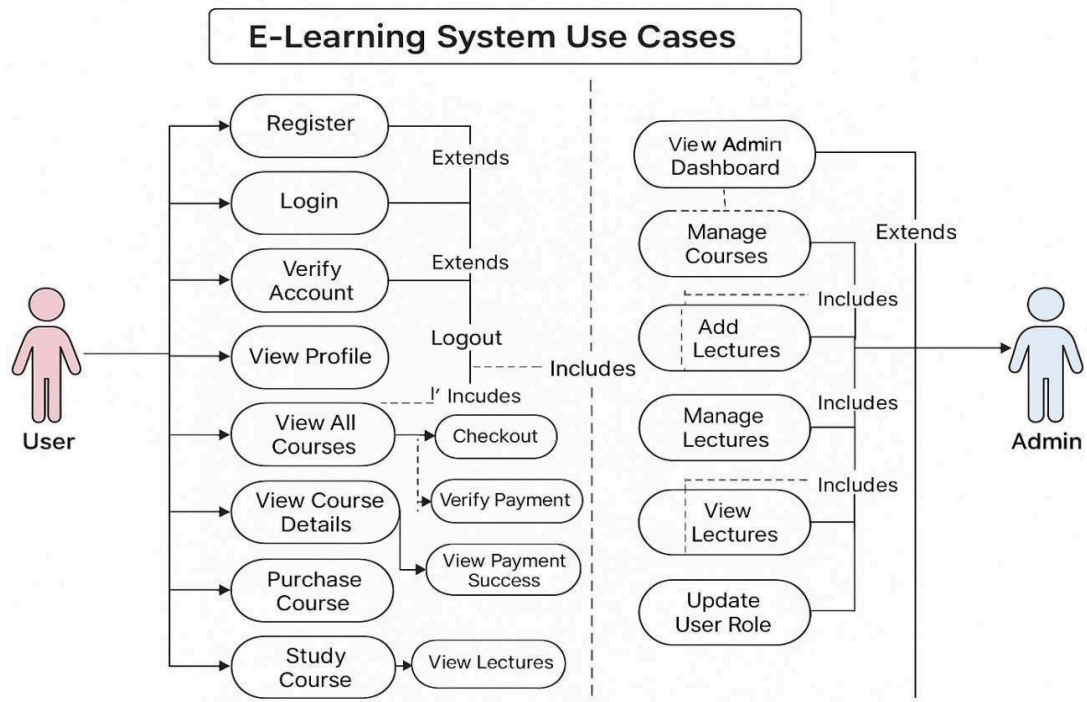 E-Learning System Use Cases
Register
Extends
Login
Extends
Verify
Account
Logout
View Profile
Includes
I' Incudes
View All
Courses
Checkout
Verify Payment
View Course
Details
View Payment
Success
Purchase
Course
Study
Course
View Lectures
User
View Admin
Dashboard
Extends
Manage
Courses
Includes
Add
Lectures
Includes
Manage
Lectures
Includes
View
Lectures
Update
User Role
Admin